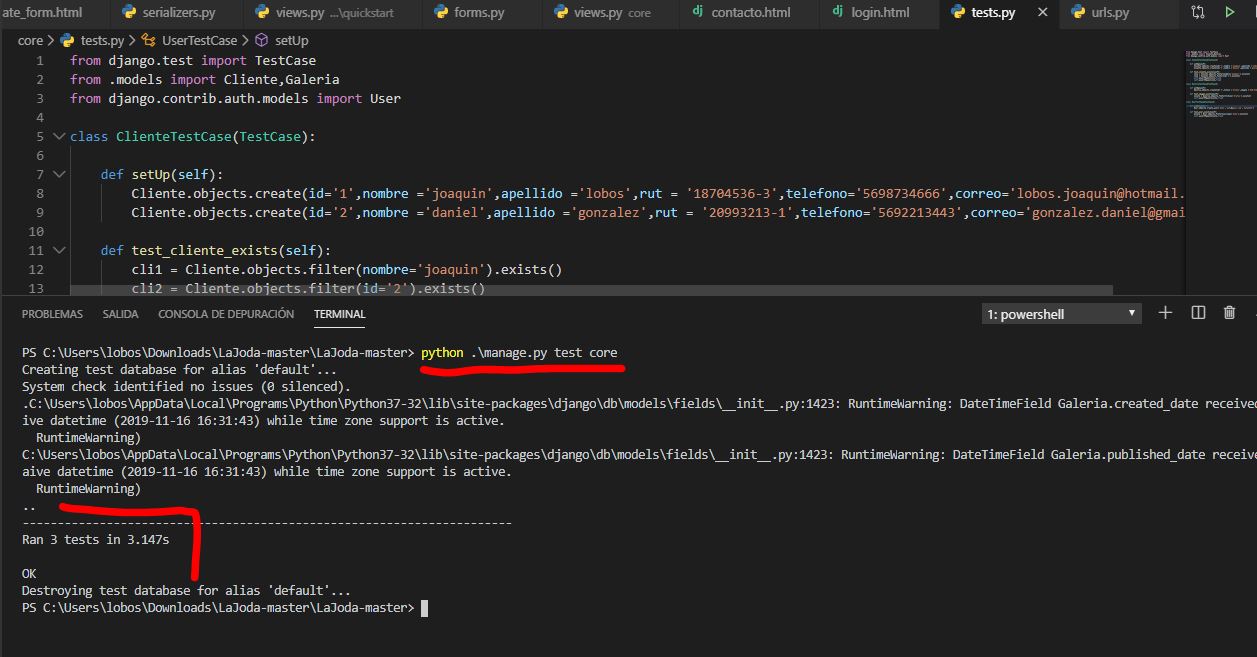 ate_form.html serializers.py views.py ...\quickstart forms.py views.py core contacto.html login.html tests.py urls.py
core > tests.py > UserTestCase > setUp
1 from django.test import TestCase
2 from .models import Cliente,Galeria
3 from django.contrib.auth.models import User
4
5 class ClienteTestCase(TestCase):
6
7 def setUp(self):
8 Cliente.objects.create(id='1',nombre ='joaquin',apellido ='lobos',rut = '18704536-3',telefono='5698734666',correo='lobos.joaquin@hotmail.
9 Cliente.objects.create(id='2',nombre ='daniel',apellido ='gonzalez',rut = '20993213-1',telefono='5692213443',correo='gonzalez.daniel@gmai
10
11 def test_cliente_exists(self):
12 cli1 = Cliente.objects.filter(nombre='joaquin').exists()
13 cli2 = Cliente.objects.filter(id='2').exists()
PROBLEMAS SALIDA CONSOLA DE DEPURACIÓN TERMINAL 1: powershell
PS C:\Users\lobos\Downloads\LaJoda-master\LaJoda-master> python .\manage.py test core
Creating test database for alias 'default'...
System check identified no issues (0 silenced).
.C:\Users\lobos\AppData\Local\Programs\Python\Python37-32\lib\site-packages\django\db\models\fields\__init__.py:1423: RuntimeWarning: DateTimeField Galeria.created_date received
ive datetime (2019-11-16 16:31:43) while time zone support is active.
RuntimeWarning)
C:\Users\lobos\AppData\Local\Programs\Python\Python37-32\lib\site-packages\django\db\models\fields\__init__.py:1423: RuntimeWarning: DateTimeField Galeria.published_date receive
aive datetime (2019-11-16 16:31:43) while time zone support is active.
RuntimeWarning)
..
----------------------------------------------------------------------
Ran 3 tests in 3.147s
OK
Destroying test database for alias 'default'...
PS C:\Users\lobos\Downloads\LaJoda-master\LaJoda-master>